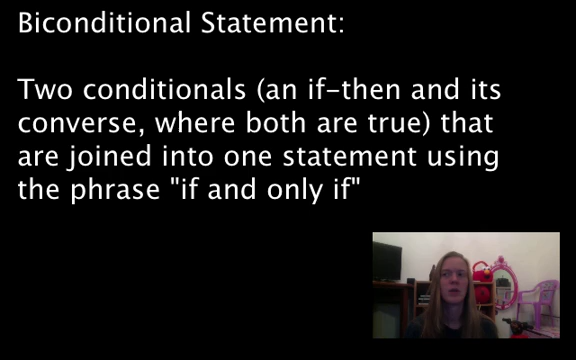 Biconditional Statement:
Two conditionals (an if-then and its
converse, where both are true) that
are joined into one statement using
the phrase "if and only if"